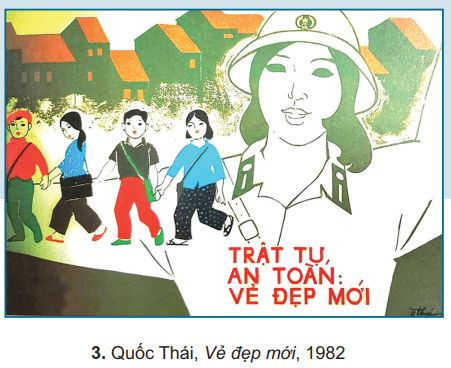 TRẬT TỰ,
AN TOÀN:
VẺ ĐẸP MỚI
3. Quốc Thái, Vẻ đẹp mới, 1982